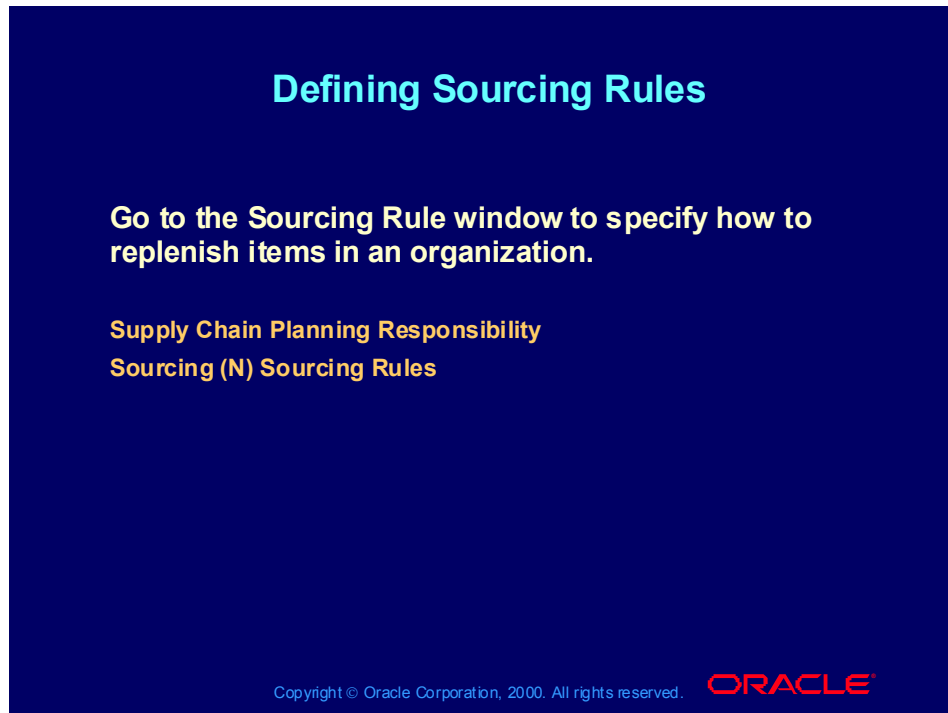 Defining Sourcing Rules
Go to the Sourcing Rule window to specify how to
replenish items in an organization.
Supply Chain Planning Responsibility
Sourcing (N) Sourcing Rules
Copyright © Oracle Corporation, 2000. All rights reserved.
ORACLE®